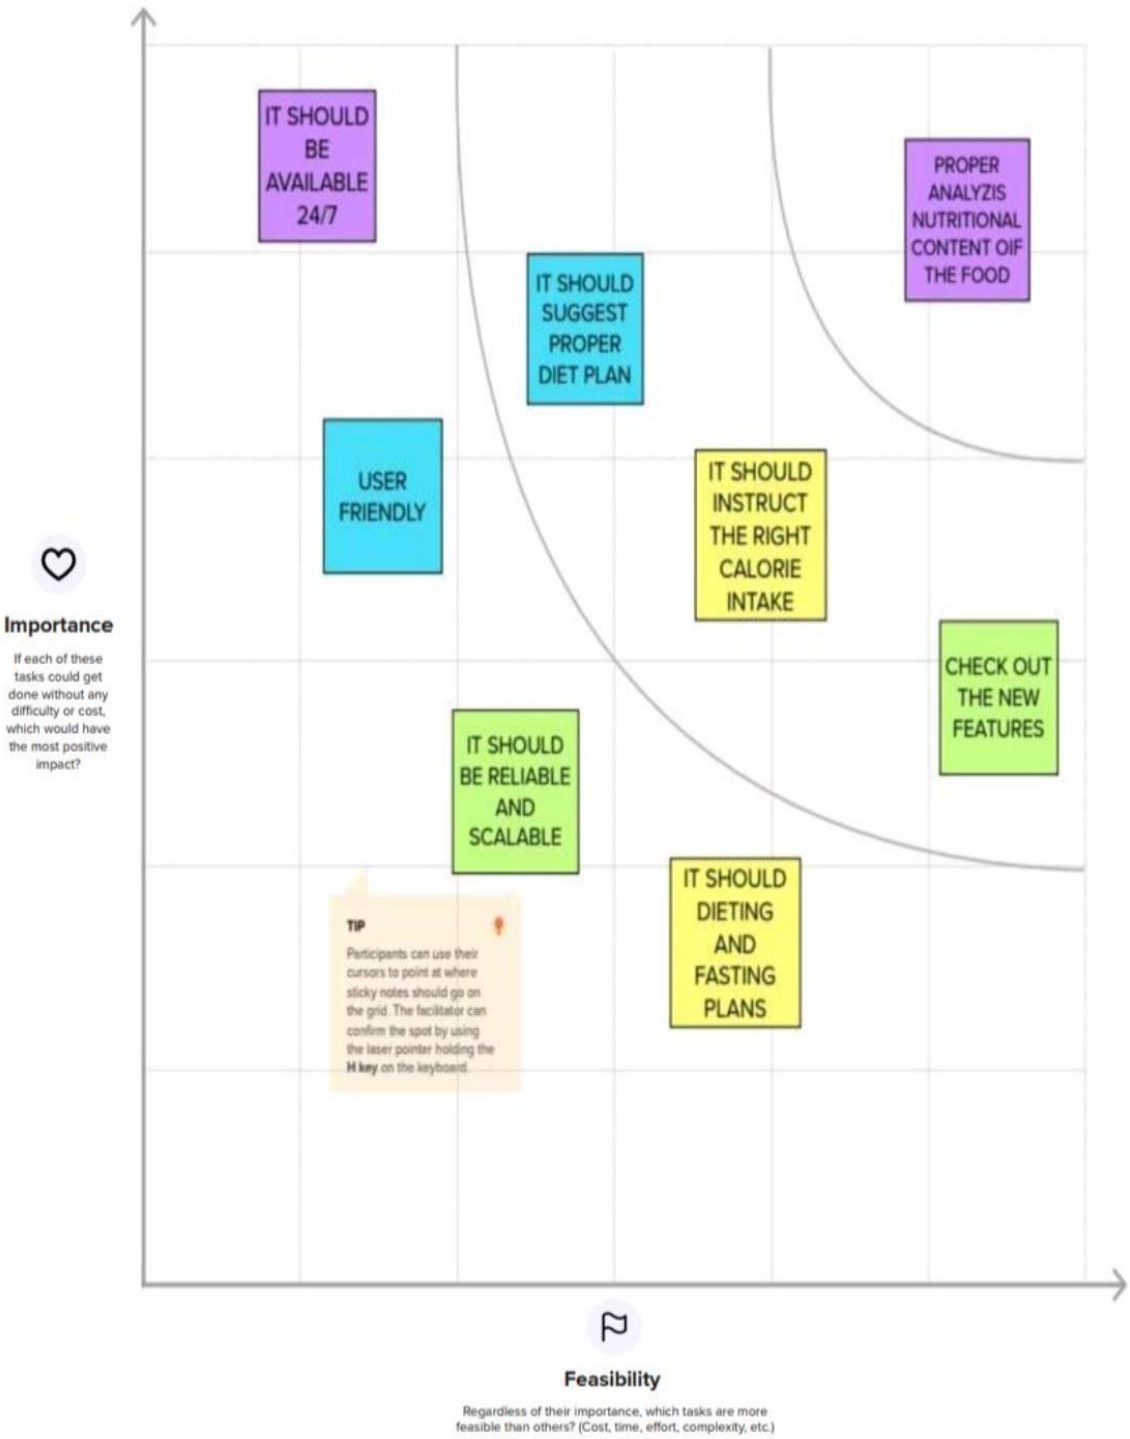 IT SHOULD
BE
AVAILABLE
24/7
PROPER
ANALYZIS
NUTRITIONAL
CONTENT OIF
THE FOOD
IT SHOULD
SUGGEST
PROPER
DIET PLAN
USER
FRIENDLY
IT SHOULD
INSTRUCT
THE RIGHT
CALORIE
INTAKE
Importance
If each of these
tasks could get
done without any
difficulty or cost,
which would have
the most positive
impact?
CHECK OUT
THE NEW
FEATURES
IT SHOULD
BE RELIABLE
AND
SCALABLE
IT SHOULD
DIETING
AND
FASTING
PLANS
TIP
Participants can use their
cursors to point at where
sticky notes should go on
the grid. The facilitator can
confirm the spot by using
the laser pointer holding the
H key on the keyboard.
Feasibility
Regardless of their importance, which tasks are more
feasible than others? (Cost, time, effort, complexity, etc.)